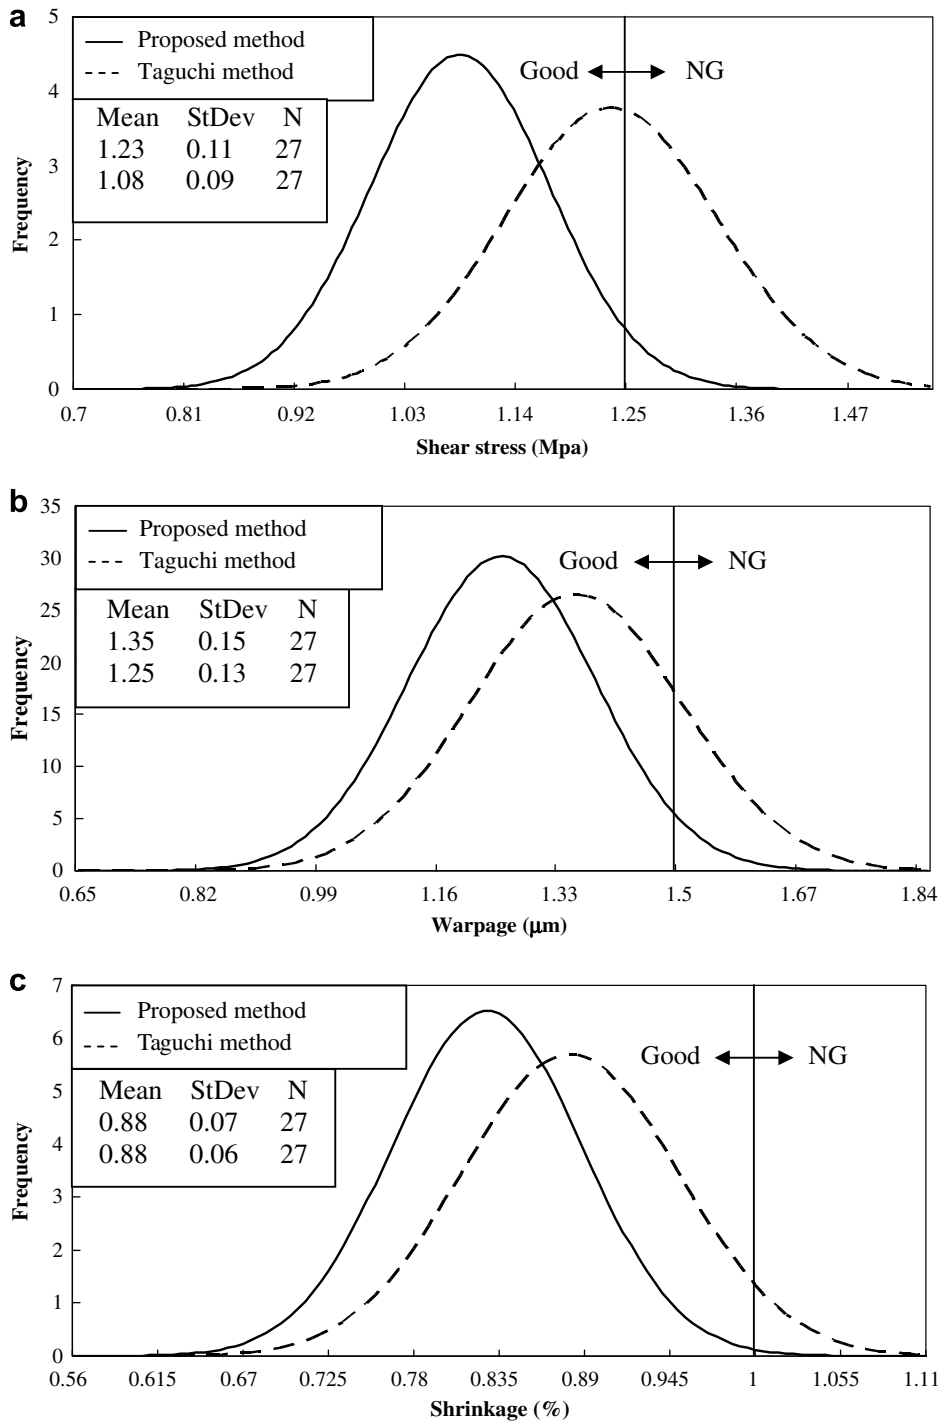 a
5
Proposed method
Taguchi method
Good NG
4
Mean StDev N
1.23 0.11 27
1.08 0.09 27
3
2
1
0
Frequency
0.7 0.81 0.92 1.03 1.14 1.25 1.36 1.47
Shear stress (Mpa)
b
35
Proposed method
Taguchi method
Good NG
30
Mean StDev N
1.35 0.15 27
1.25 0.13 27
25
20
15
10
5
0
Frequency
0.65 0.82 0.99 1.16 1.33 1.5 1.67 1.84
Warpage (μm)
c
7
Proposed method
Taguchi method
Good NG
6
Mean StDev N
0.88 0.07 27
0.88 0.06 27
5
4
3
2
1
0
Frequency
0.56 0.615 0.67 0.725 0.78 0.835 0.89 0.945 1 1.055 1.11
Shrinkage (%)